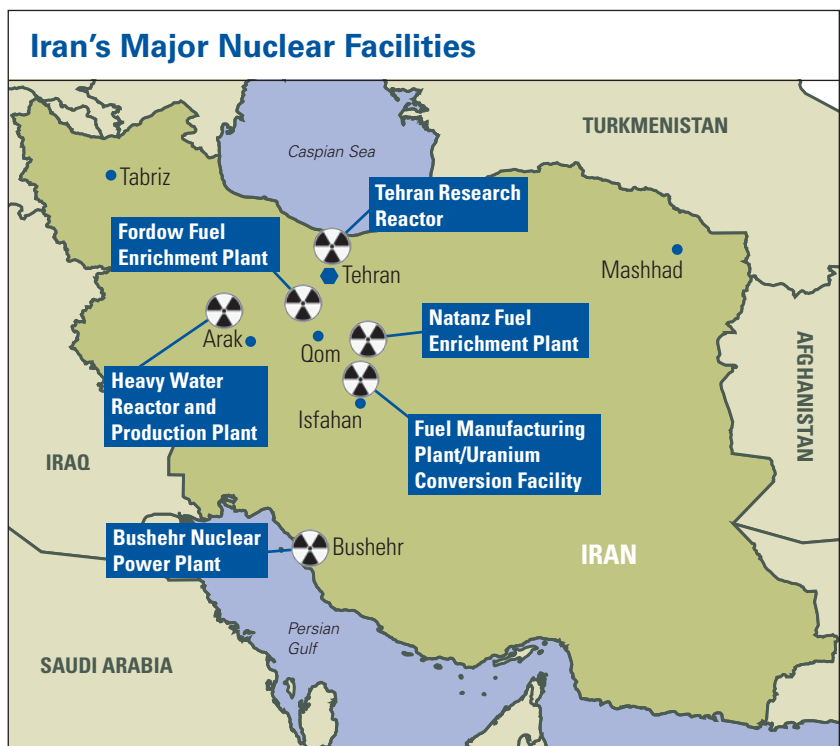 Iran’s Major Nuclear Facilities
TURKMENISTAN
Caspian Sea
Tabriz
Tehran Research
Reactor
Fordow Fuel
Enrichment Plant
Mashhad
Tehran
Natanz Fuel
Enrichment Plant
Arak
Qom
AFGHANISTAN
Heavy Water
Reactor and
Production Plant
Isfahan
Fuel Manufacturing
Plant/Uranium
Conversion Facility
IRAQ
Bushehr Nuclear
Power Plant
Bushehr
IRAN
Persian
Gulf
SAUDI ARABIA